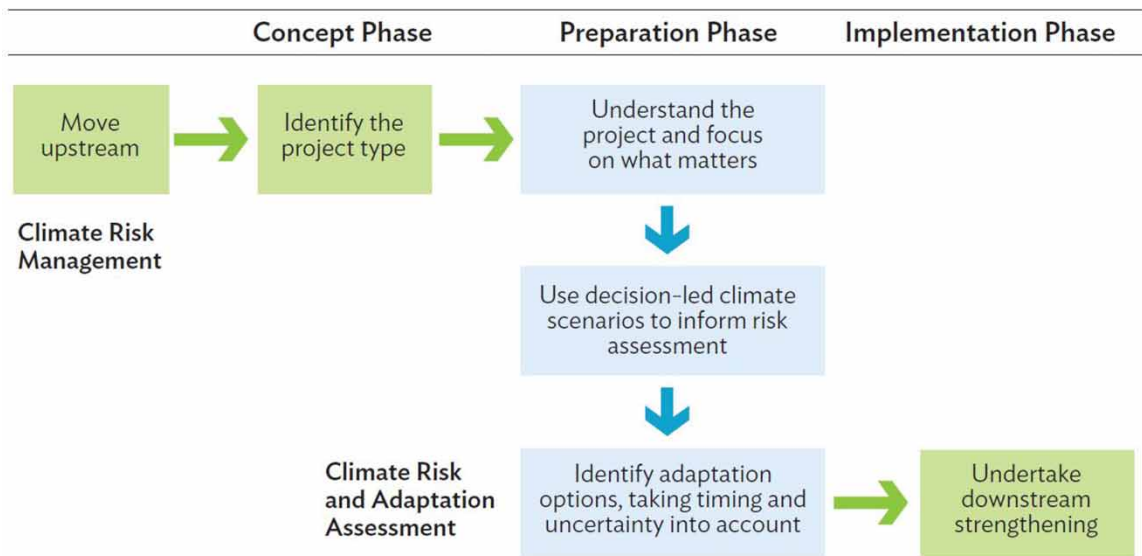 Concept Phase
Preparation Phase
Implementation Phase
Move
upstream
Identify the
project type
Understand the
project and focus
on what matters
Climate Risk
Management
Use decision-led climate
scenarios to inform risk
assessment
Climate Risk
and Adaptation
Assessment
Identify adaptation
options, taking timing and
uncertainty into account
Undertake
downstream
strengthening